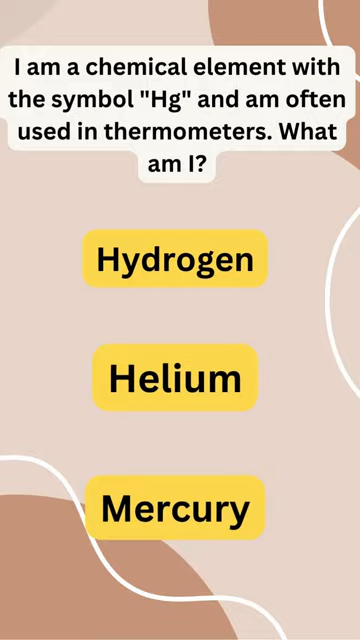 I am a chemical element with
the symbol "Hg" and am often
used in thermometers. What
am I?
Hydrogen
Helium
Mercury